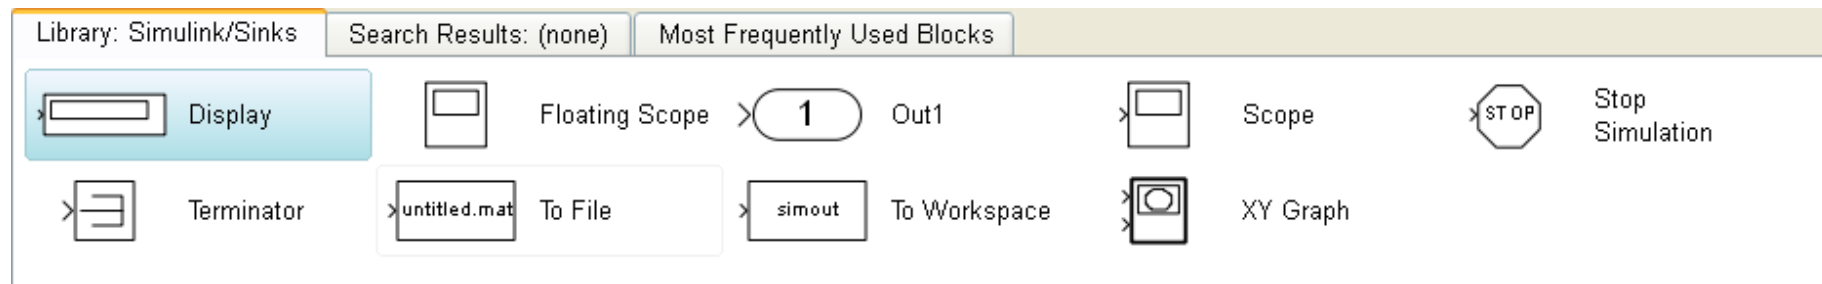 Library: Simulink/Sinks
Search Results: (none)
Most Frequently Used Blocks
Display
Floating Scope
1
Out1
Scope
STOP
Stop
Simulation
Terminator
untitled.mat
To File
simout
To Workspace
XY Graph